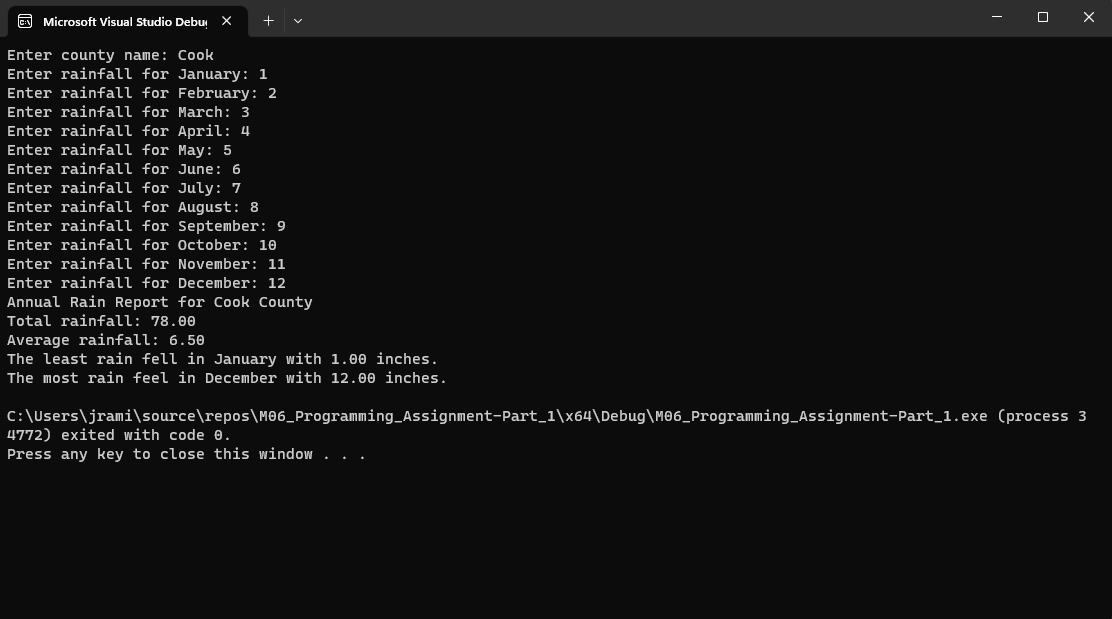 Microsoft Visual Studio Debu
Enter county name: Cook
Enter rainfall for January: 1
Enter rainfall for February: 2
Enter rainfall for March: 3
Enter rainfall for April: 4
Enter rainfall for May: 5
Enter rainfall for June: 6
Enter rainfall for July: 7
Enter rainfall for August: 8
Enter rainfall for September: 9
Enter rainfall for October: 10
Enter rainfall for November: 11
Enter rainfall for December: 12
Annual Rain Report for Cook County
Total rainfall: 78.00
Average rainfall: 6.50
The least rain fell in January with 1.00 inches.
The most rain feel in December with 12.00 inches.
C:\Users\jrami\source\repos\M06_Programming_Assignment-Part_1\x64\Debug\M06_Programming_Assignment-Part_1.exe (process 3
4772) exited with code 0.
Press any key to close this window . . .